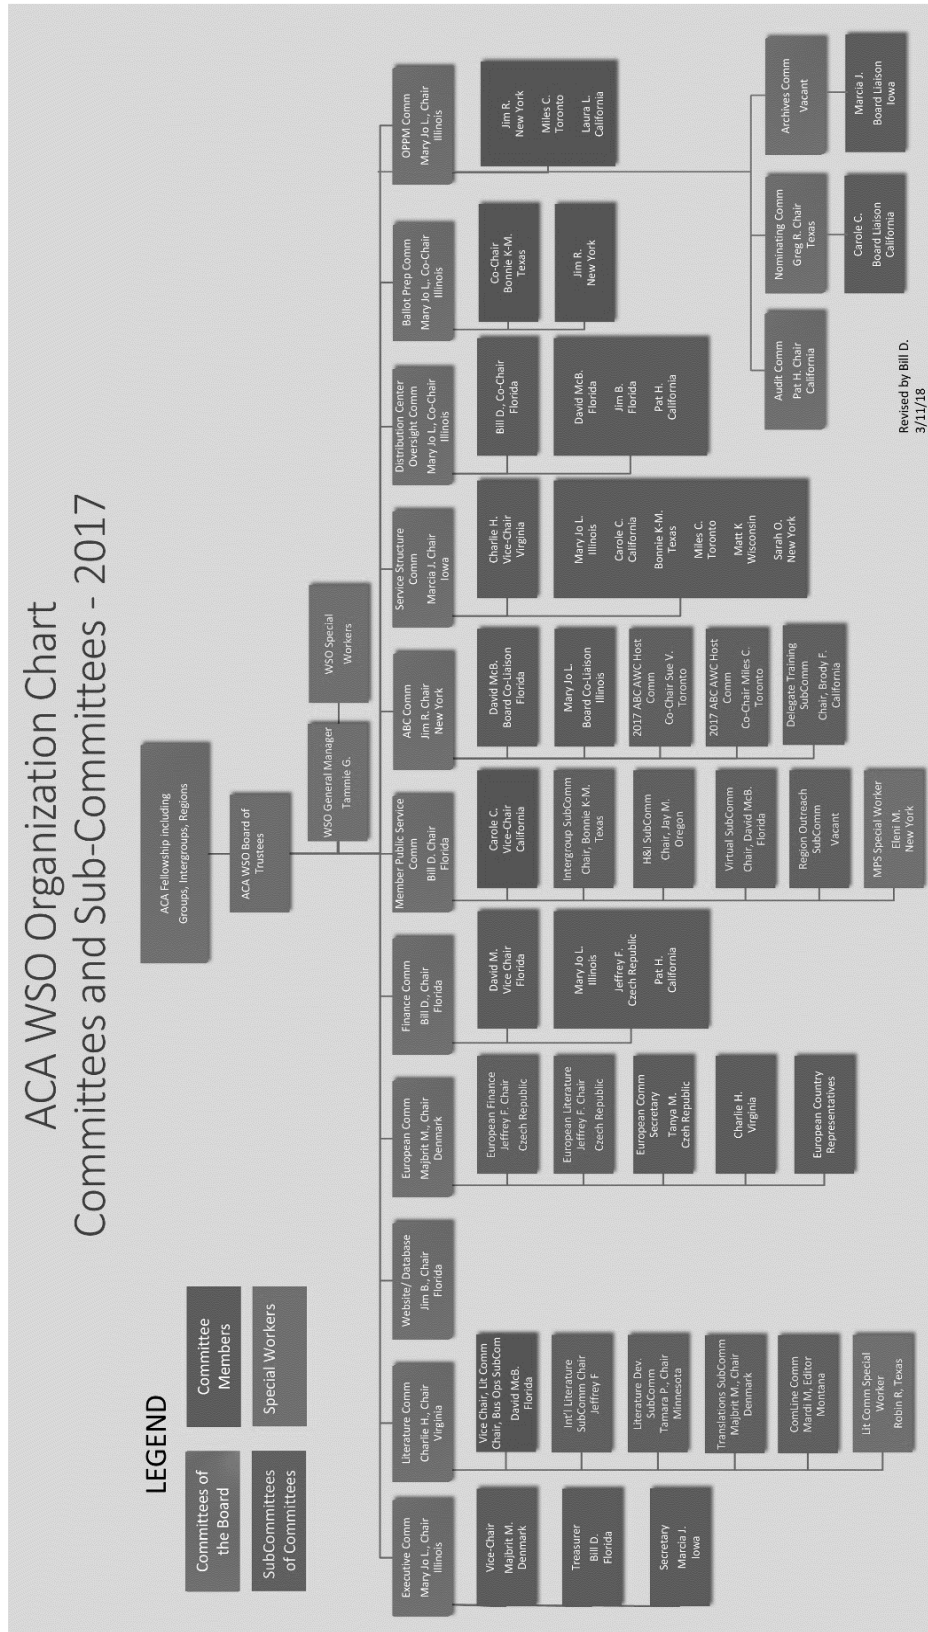 ACA WSO Organization Chart
Committees and Sub-Committees - 2017
LEGEND
Committees of
the Board
Committee
Members
SubCommittees
of Committees
Special Workers
ACA Fellowship including
Groups, Intergroups, Regions
ACA WSO Board of
Trustees
WSO General Manager
Tammie G.
WSO Special
Workers
Executive Comm
Mary Jo L., Chair
Illinois
Vice-Chair
Majbrit M.
Denmark
Treasurer
Bill D.
Florida
Secretary
Marcia J.
Iowa
Literature Comm
Charlie H., Chair
Virginia
Vice Chair, Lit Comm
Chair, Bus Ops SubCom
David McB.
Florida
Int'l Literature
SubComm Chair
Jeffrey F
Literature Dev.
SubComm
Tamara P., Chair
Minnesota
Translations SubComm
Majbrit M., Chair
Denmark
ComLine Comm
Mardi M, Editor
Montana
Lit Comm Special
Worker
Robin R, Texas
Website/ Database
Jim B., Chair
Florida
European Comm
Majbrit M., Chair
Denmark
European Finance
Jeffrey F. Chair
Czech Republic
European Literature
Jeffrey F. Chair
Czech Republic
European Comm
Secretary
Tanya M.
Czeh Republic
Charlie H.
Virginia
European Country
Representatives
Finance Comm
Bill D., Chair
Florida
David M.
Vice Chair
Florida
Mary Jo L.
Illinois
Jeffrey F.
Czech Republic
Pat H.
California
Member Public Service
Comm
Bill D. Chair
Florida
Carole C.
Vice-Chair
California
Intergroup SubComm
Chair, Bonnie K-M.
Texas
H&I SubComm
Chair, Jay M.
Oregon
Virtual SubComm
Chair, David McB.
Florida
Region Outreach
SubComm
Vacant
MPS Special Worker
Eleni M.
New York
ABC Comm
Jim R. Chair
New York
David McB.
Board Co-Liaison
Florida
Mary Jo L.
Board Co-Liaison
Illinois
2017 ABC AWC Host
Comm
Co-Chair Sue V.
Toronto
2017 ABC AWC Host
Comm
Co-Chair Miles C.
Toronto
Delegate Training
SubComm
Chair, Brody F.
California
Service Structure
Comm
Marcia J, Chair
Iowa
Charlie H.
Vice-Chair
Virginia
Mary Jo L.
Illinois
Carole C.
California
Bonnie K-M.
Texas
Miles C.
Toronto
Matt K
Wisconsin
Sarah O.
New York
Distribution Center
Oversight Comm
Mary Jo L., Co-Chair
Illinois
Bill D., Co-Chair
Florida
David McB.
Florida
Jim B.
Florida
Pat H.
California
Ballot Prep Comm
Mary Jo L, Co-Chair
Illinois
Co-Chair
Bonnie K-M.
Texas
Jim R.
New York
OPPM Comm
Mary Jo L., Chair
Illinois
Jim R.
New York
Miles C.
Toronto
Laura L.
California
Audit Comm
Pat H. Chair
California
Nominating Comm
Greg R. Chair
Texas
Archives Comm
Vacant
Carole C.
Board Liaison
California
Marcia J.
Board Liaison
Iowa
Revised by Bill D.
3/11/18